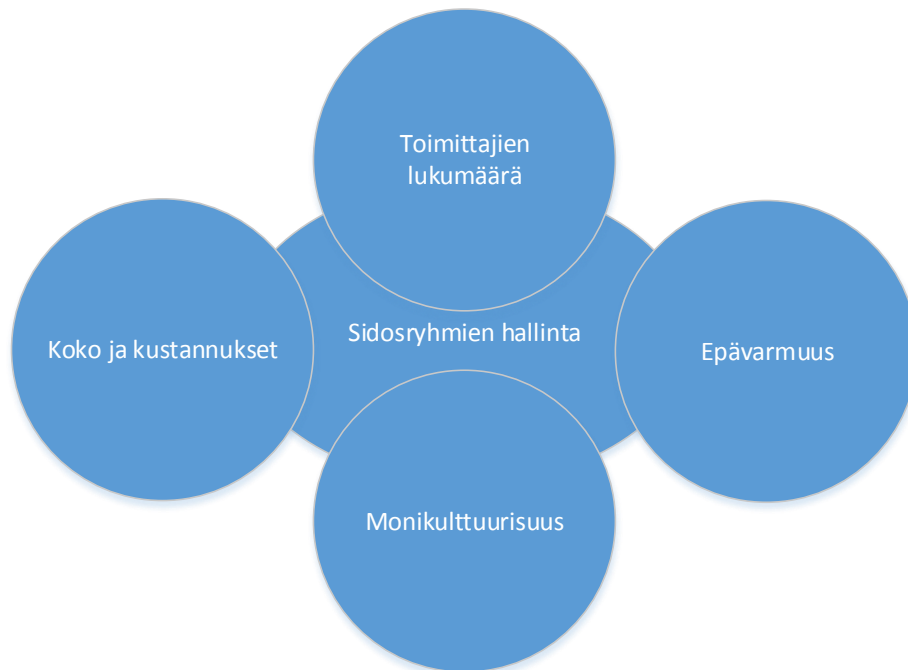 Toimittajien
lukumäärä
Sidosryhmien hallinta
Koko ja kustannukset
Epävarmuus
Monikulttuurisuus